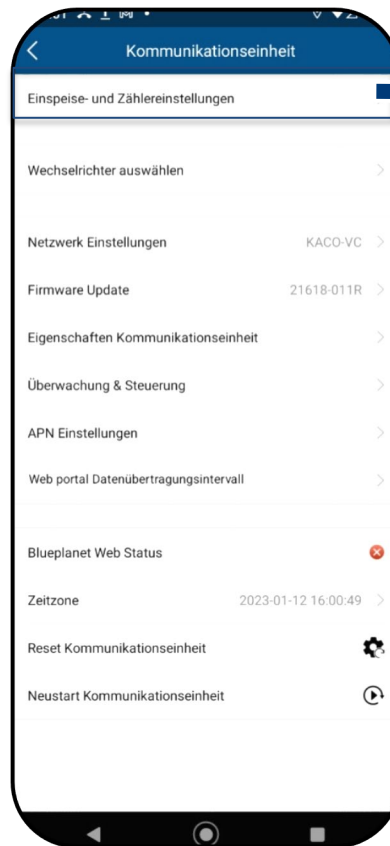 Kommunikationseinheit
Einspeise- und Zählereinstellungen
Wechselrichter auswählen
Netzwerk Einstellungen KACO-VC
Firmware Update 21618-011R
Eigenschaften Kommunikationseinheit
Überwachung & Steuerung
APN Einstellungen
Web portal Datenübertragungsintervall
Blueplanet Web Status
Zeitzone 2023-01-12 16:00:49
Reset Kommunikationseinheit
Neustart Kommunikationseinheit